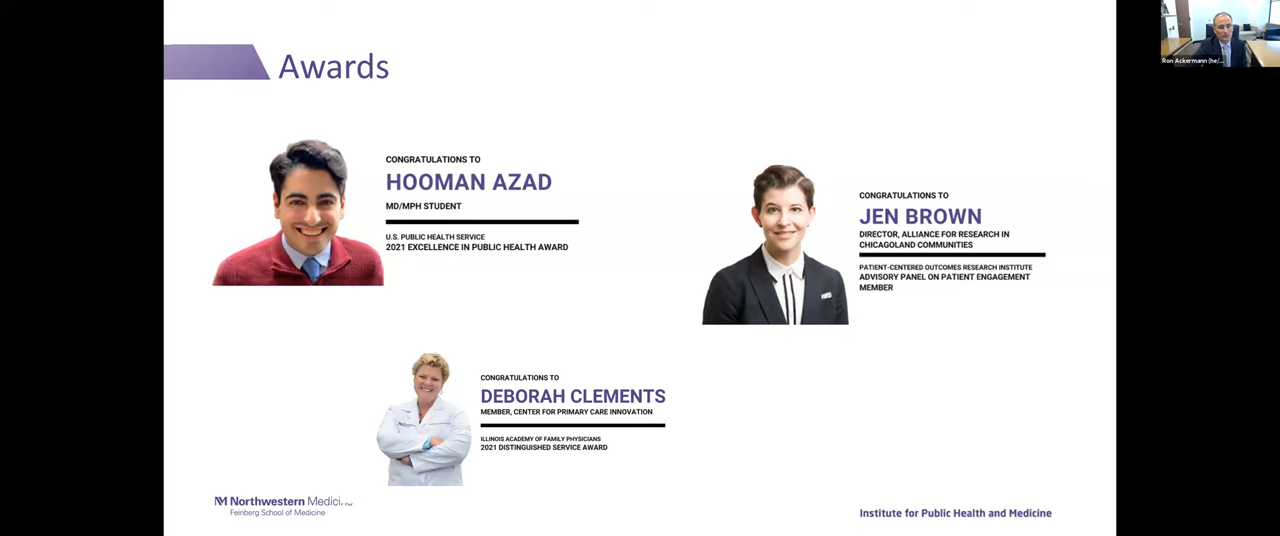 Awards
Ron Ackermann (he/...
CONGRATULATIONS TO
HOOMAN AZAD
MD/MPH STUDENT
U.S. PUBLIC HEALTH SERVICE
2021 EXCELLENCE IN PUBLIC HEALTH AWARD
CONGRATULATIONS TO
JEN BROWN
DIRECTOR, ALLIANCE FOR RESEARCH IN
CHICAGOLAND COMMUNITIES
PATIENT-CENTERED OUTCOMES RESEARCH INSTITUTE
ADVISORY PANEL ON PATIENT ENGAGEMENT
MEMBER
CONGRATULATIONS TO
DEBORAH CLEMENTS
MEMBER, CENTER FOR PRIMARY CARE INNOVATION
ILLINOIS ACADEMY OF FAMILY PHYSICIANS
2021 DISTINGUISHED SERVICE AWARD
NM Northwestern Medicine
Feinberg School of Medicine
Institute for Public Health and Medicine